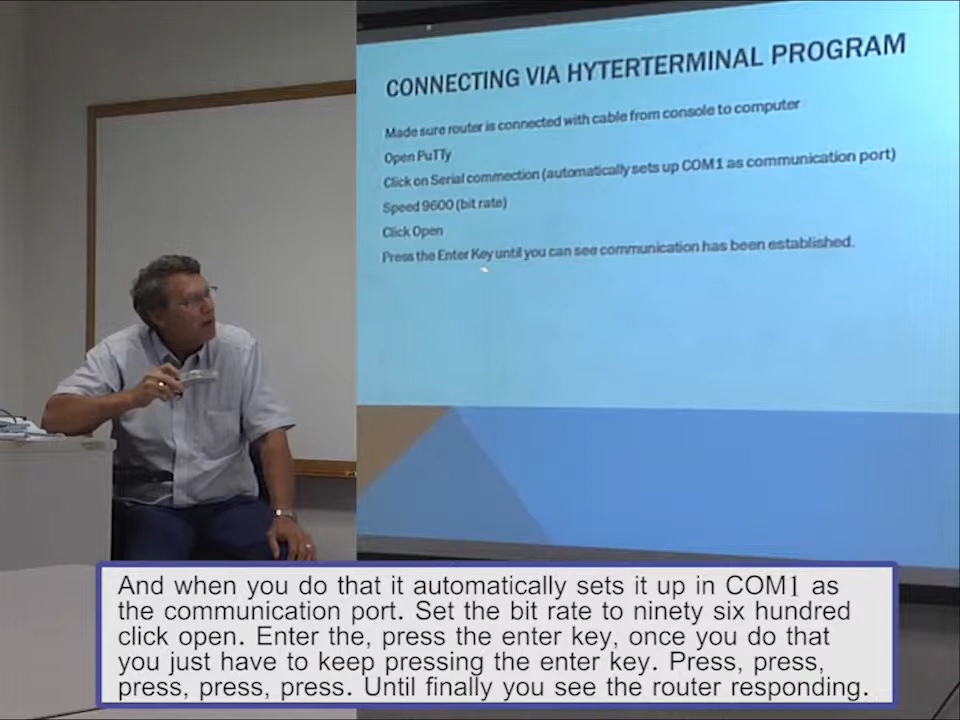 CONNECTING VIA HYTERTERMINAL PROGRAM
Made sure router is connected with cable from console to computer
Open PuTTy
Click on Serial commection (automatically sets up COM1 as communication port)
Speed 9600 (bit rate)
Click Open
Press the Enter Key until you can see communication has been established.
And when you do that it automatically sets it up in COM1 as
the communication port. Set the bit rate to ninety six hundred
click open. Enter the, press the enter key, once you do that
you just have to keep pressing the enter key. Press, press,
press, press, press. Until finally you see the router responding.